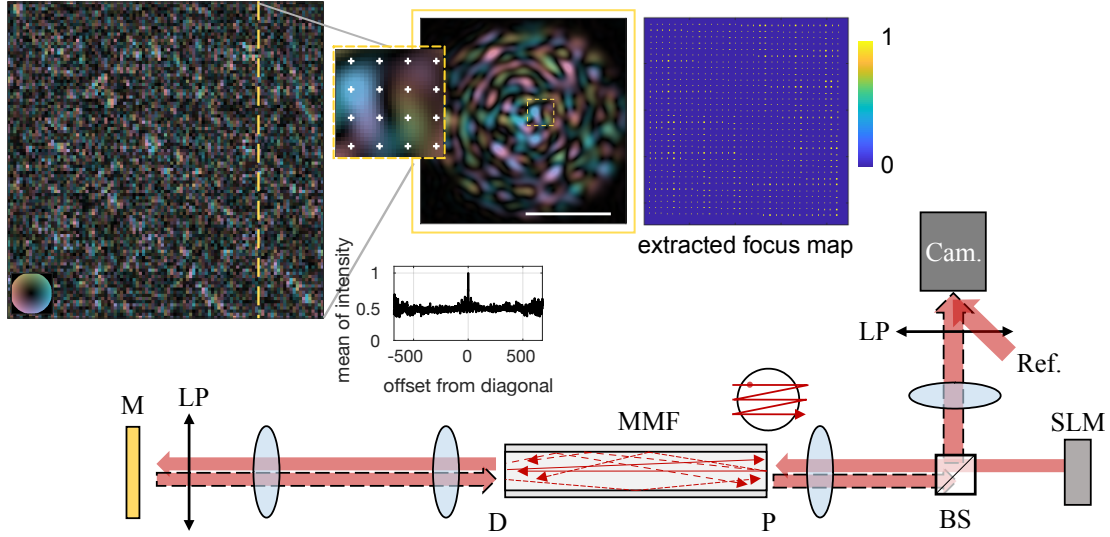 1
0
extracted focus map
mean of intensity
1
0.5
0
-500
0
500
offset from diagonal
Cam.
LP
Ref.
M
LP
MMF
SLM
D
P
BS